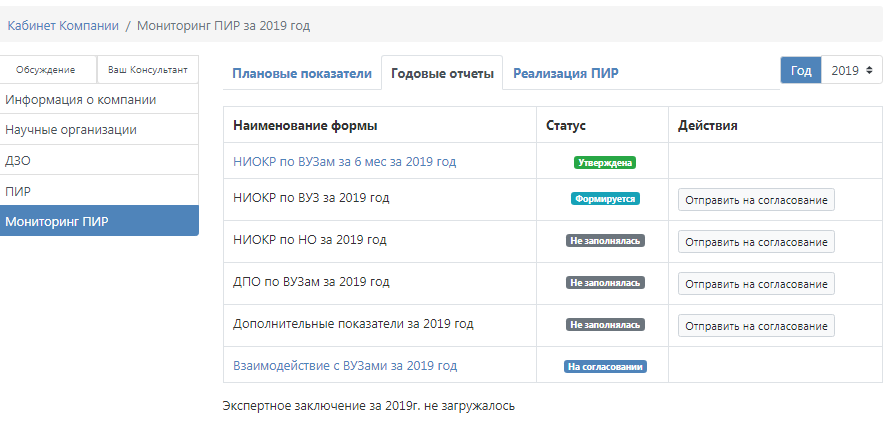 Кабинет Компании / Мониторинг ПИР за 2019 год
Обсуждение Ваш Консультант
Информация о компании
Научные организации
ДЗО
ПИР
Мониторинг ПИР
Плановые показатели Годовые отчеты Реализация ПИР Год 2019
Наименование формы Статус Действия
НИОКР по ВУЗам за 6 мес за 2019 год Утверждена
НИОКР по ВУЗ за 2019 год Формируется Отправить на согласование
НИОКР по НО за 2019 год Не заполнялась Отправить на согласование
ДПО по ВУЗам за 2019 год Не заполнялась Отправить на согласование
Дополнительные показатели за 2019 год Не заполнялась Отправить на согласование
Взаимодействие с ВУЗами за 2019 год На согласовании
Экспертное заключение за 2019г. не загружалось